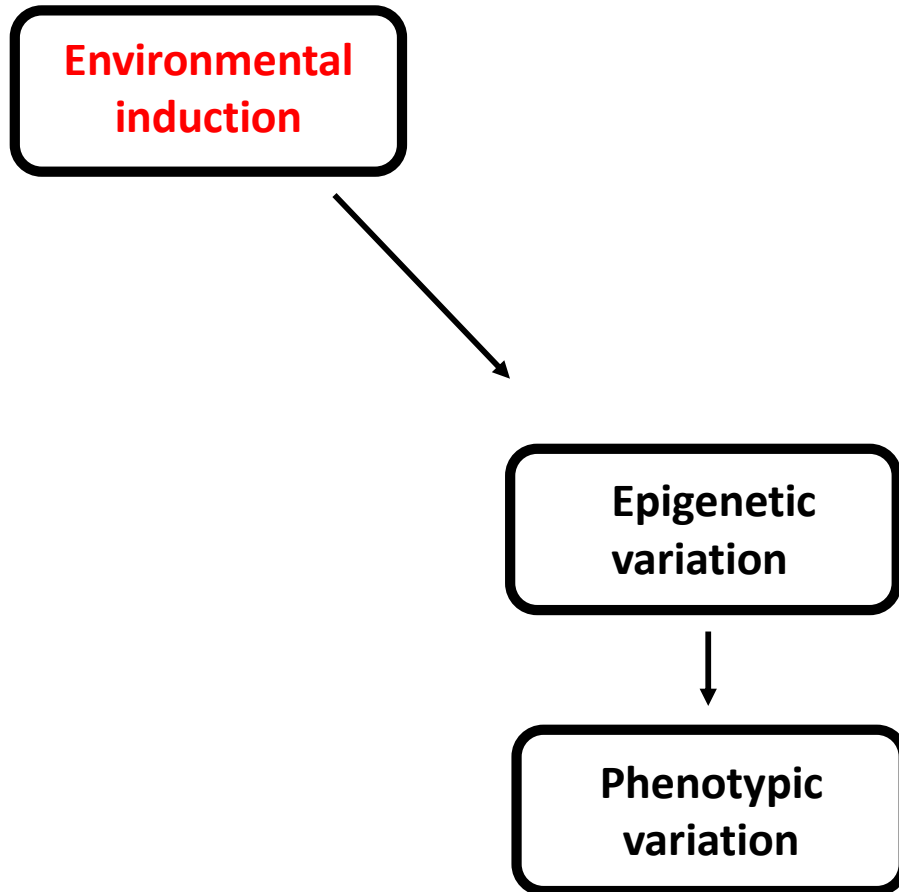 Environmental
induction
Epigenetic
variation
Phenotypic
variation